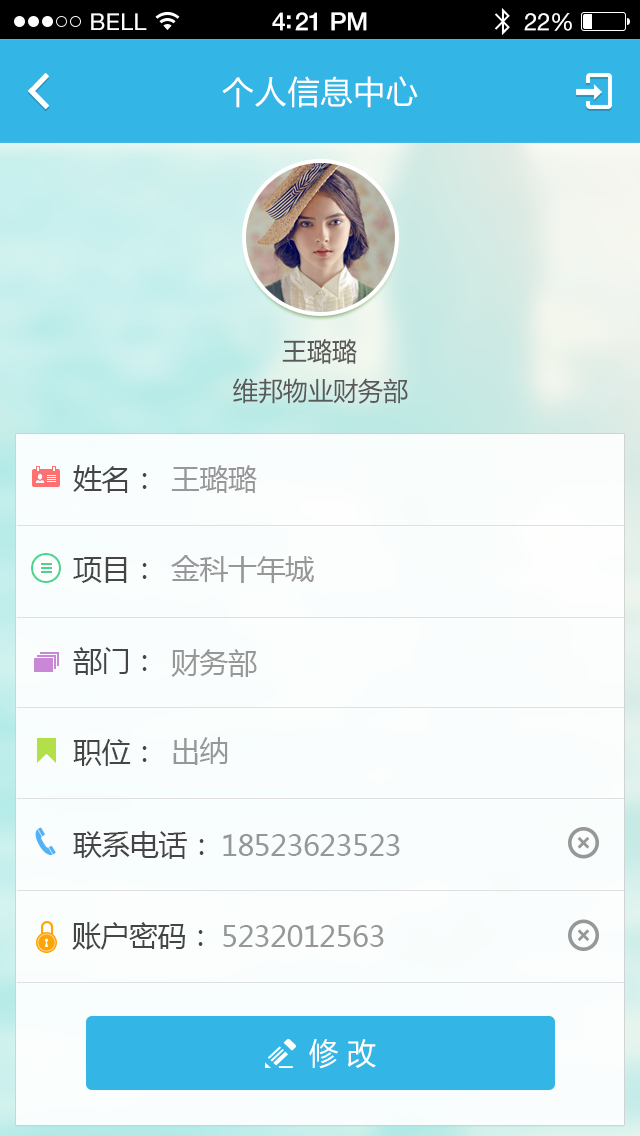 BELL 4:21 PM 22%
个人信息中心
王璐璐
维邦物业财务部
姓名： 王璐璐
项目： 金科十年城
部门： 财务部
职位： 出纳
联系电话： 18523623523
账户密码： 5232012563
修 改